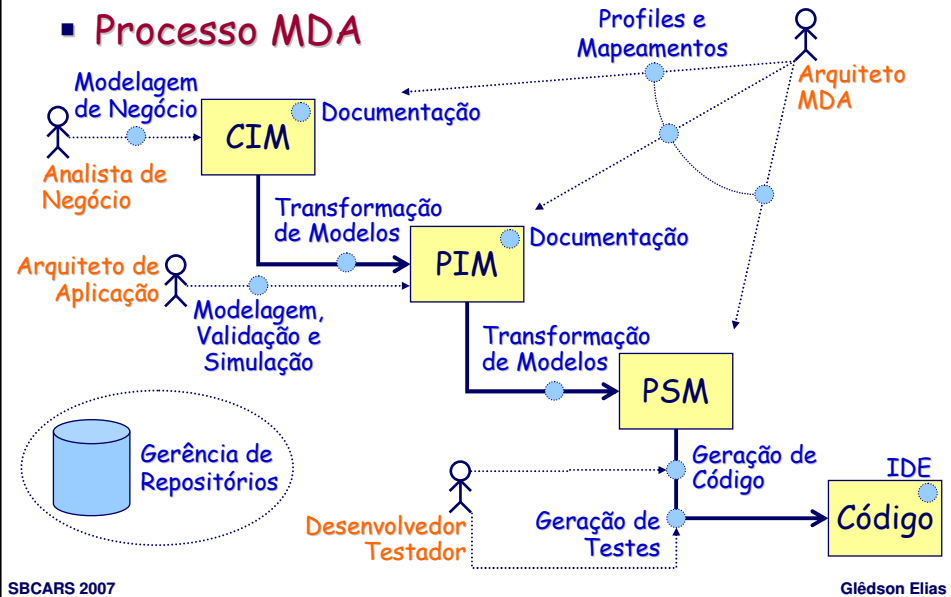 ▪ Processo MDA
Profiles e
Mapeamentos
Arquiteto
MDA
Modelagem
de Negócio
CIM
Documentação
Analista de
Negócio
Transformação
de Modelos
PIM
Documentação
Arquiteto de
Aplicação
Modelagem,
Validação e
Simulação
Transformação
de Modelos
PSM
Gerência de
Repositórios
Geração de
Código
IDE
Código
Desenvolvedor
Testador
Geração de
Testes
SBCARS 2007
Glêdson Elias